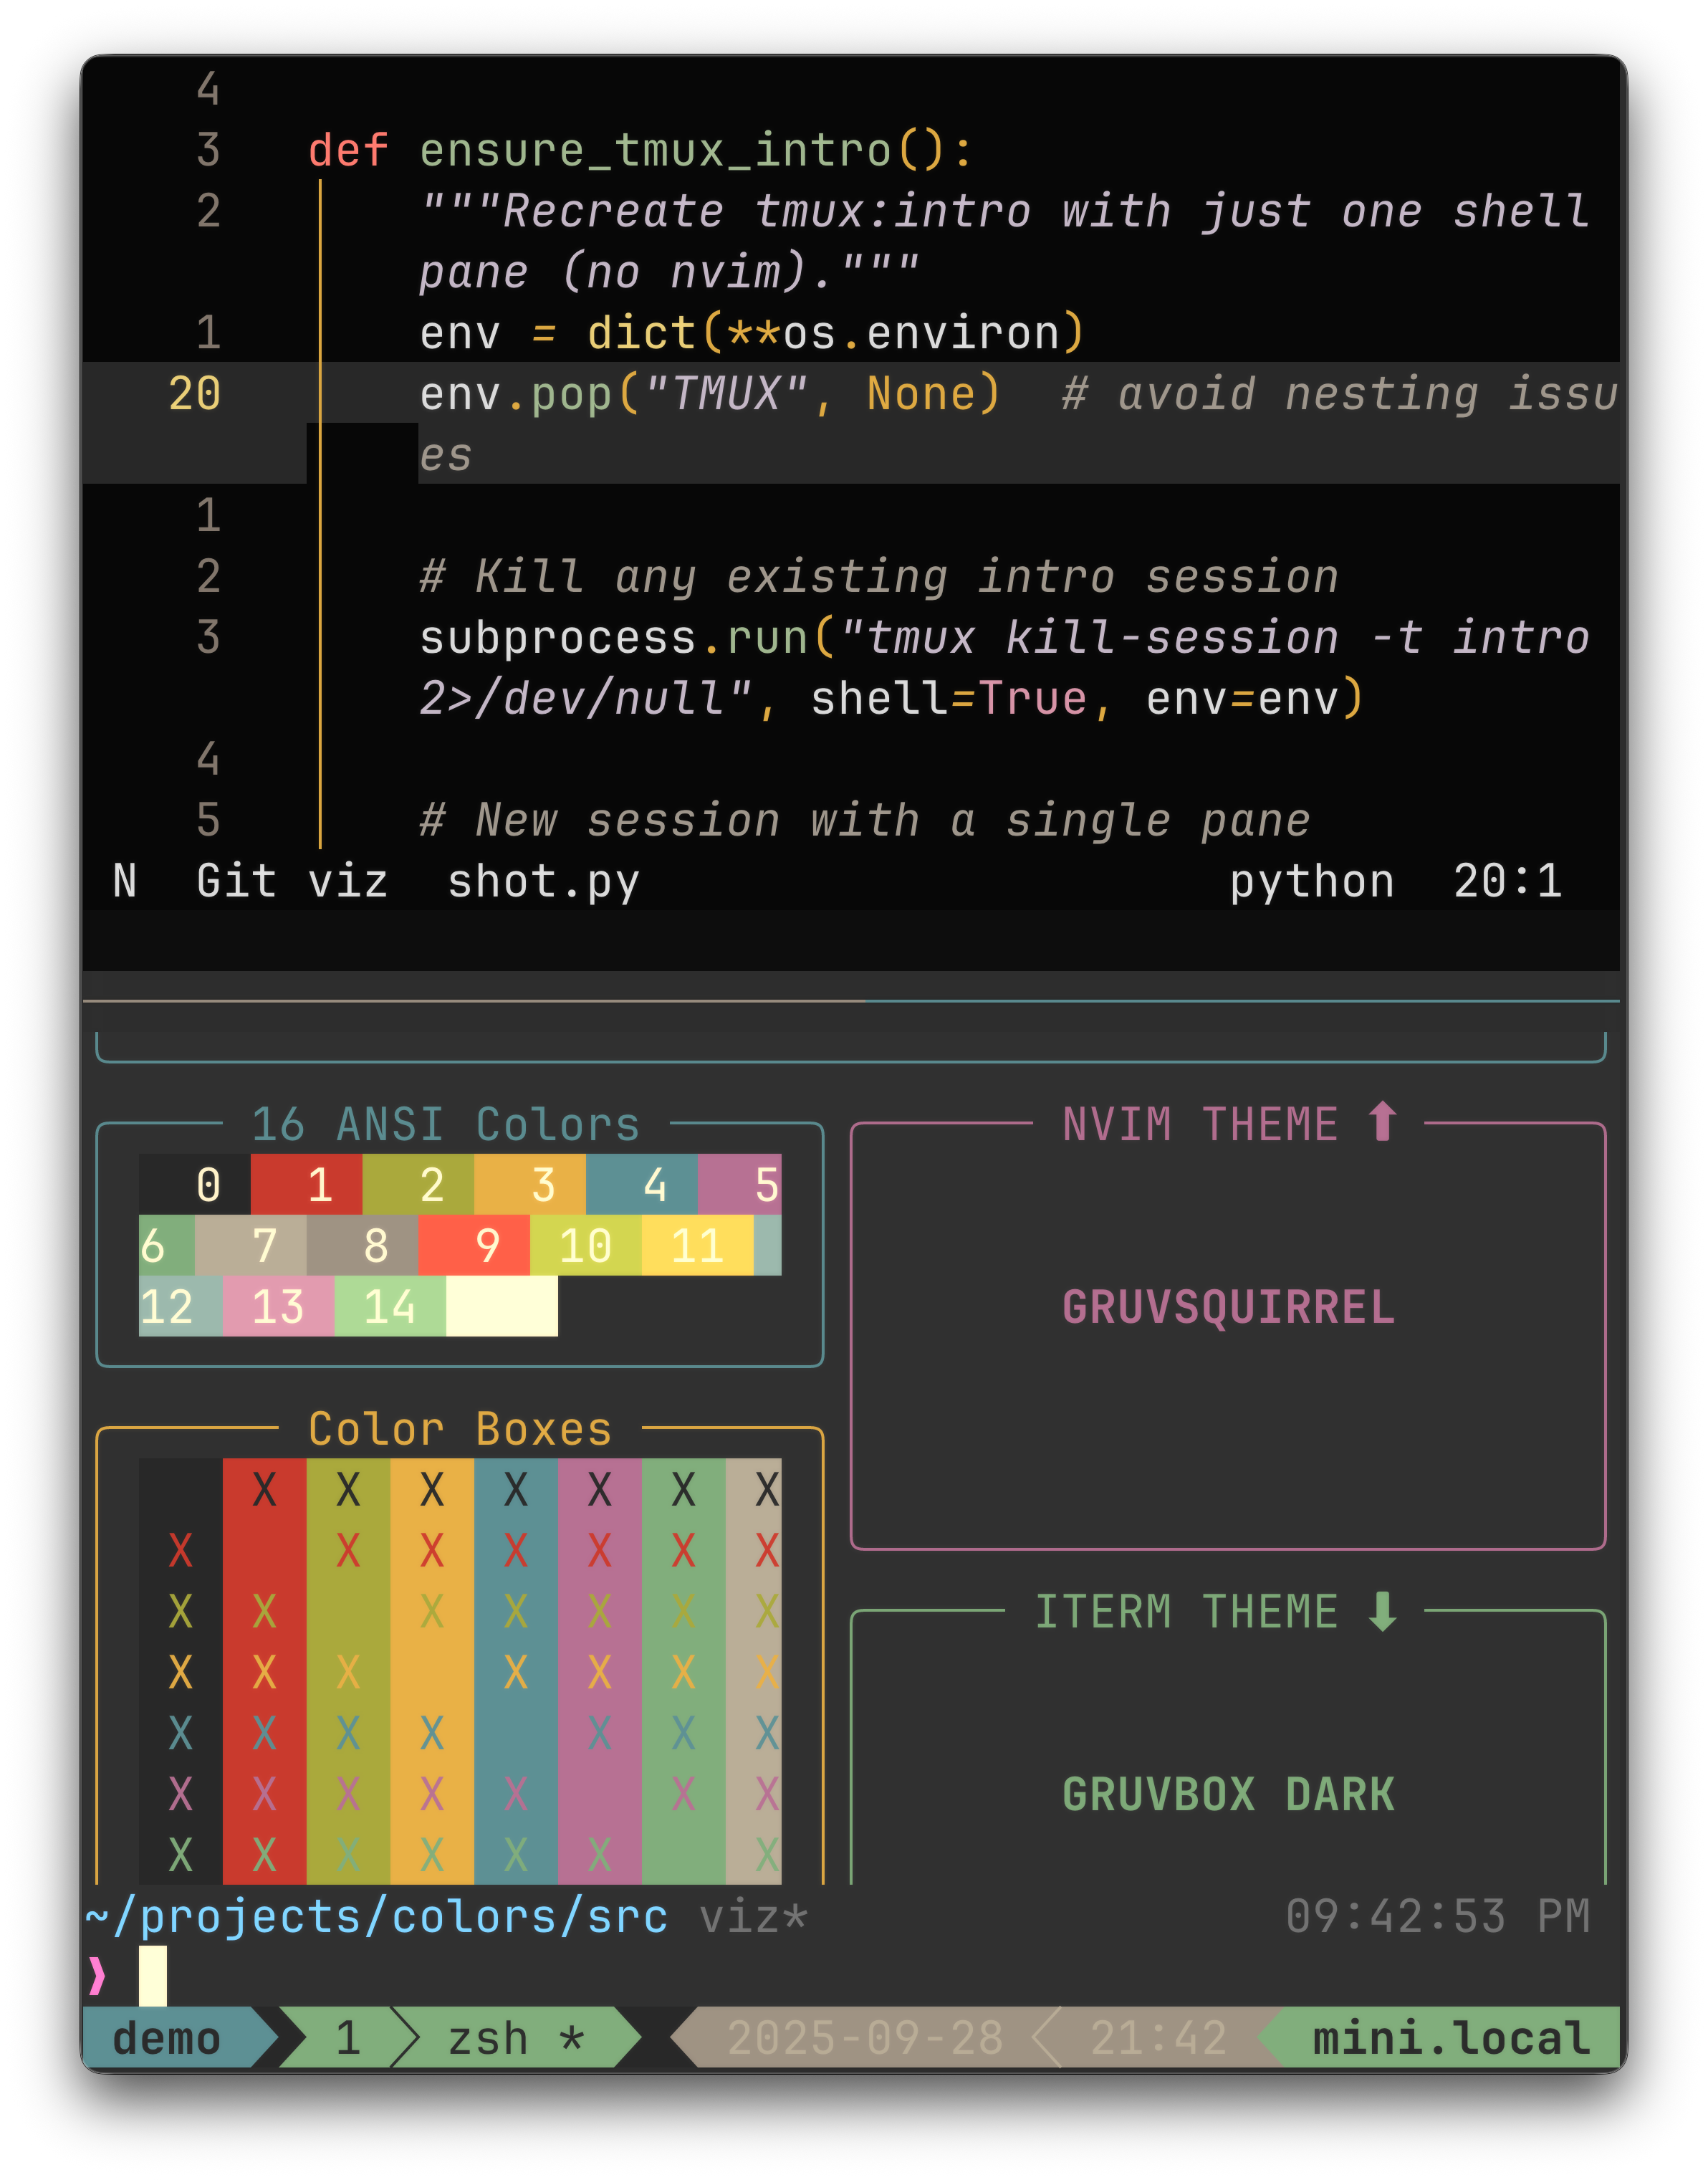 4
3 def ensure_tmux_intro():
2 """Recreate tmux:intro with just one shell
pane (no nvim)."""
1 env = dict(**os.environ)
20 env.pop("TMUX", None)  # avoid nesting issu
es
1
2 # Kill any existing intro session
3 subprocess.run("tmux kill-session -t intro
2>/dev/null", shell=True, env=env)
4
5 # New session with a single pane
N  Git viz  shot.py python  20:1
16 ANSI Colors
0 1 2 3 4 5
6 7 8 9 10 11
12 13 14
NVIM THEME ⬆
GRUVSQUIRREL
Color Boxes
X X X X X X X
X X X X X X X
X X X X X X X
X X X X X X X
X X X X X X X
X X X X X X X
X X X X X X X
ITERM THEME ⬇
GRUVBOX DARK
~/projects/colors/src viz* 09:42:53 PM
❯
demo 1 zsh * 2025-09-28 21:42 mini.local